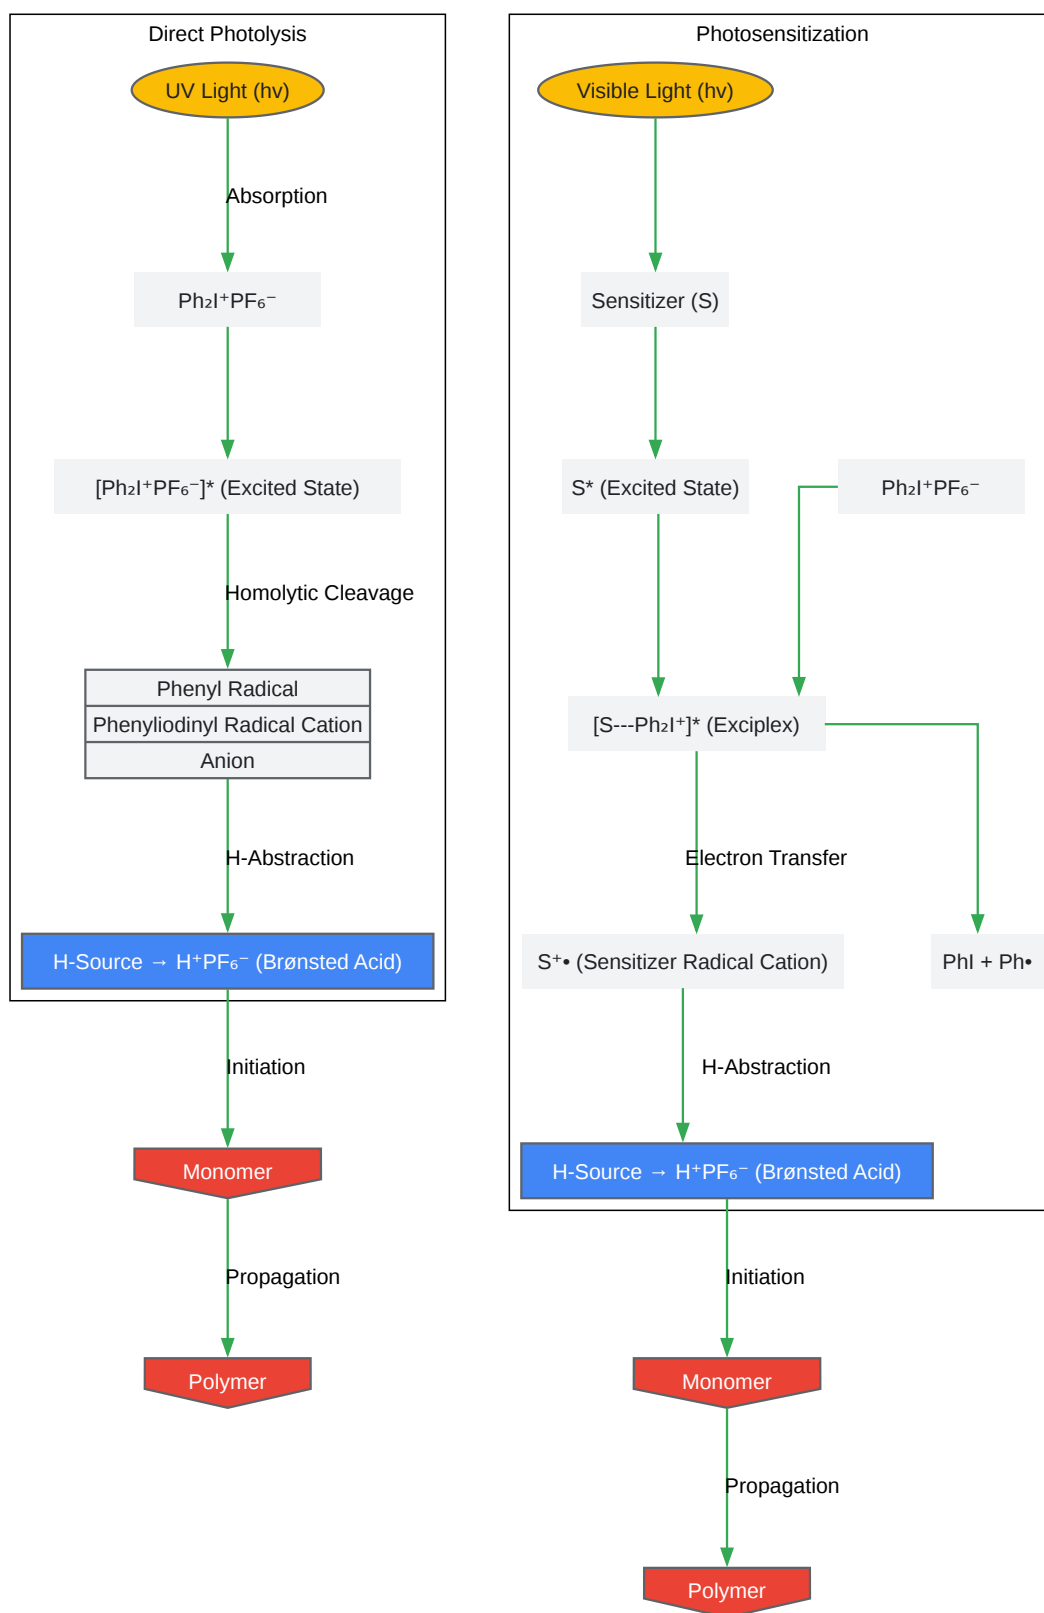 Direct Photolysis
UV Light (hv)
Absorption
Ph₂I⁺PF₆⁻
[Ph₂I⁺PF₆⁻]* (Excited State)
Homolytic Cleavage
Phenyl Radical
Phenyliodinyl Radical Cation
Anion
H-Abstraction
H-Source → H⁺PF₆⁻ (Brønsted Acid)
Initiation
Monomer
Propagation
Polymer
Photosensitization
Visible Light (hv)
Sensitizer (S)
S* (Excited State)
Ph₂I⁺PF₆⁻
[S---Ph₂I⁺]* (Exciplex)
Electron Transfer
S⁺• (Sensitizer Radical Cation)
PhI + Ph•
H-Abstraction
H-Source → H⁺PF₆⁻ (Brønsted Acid)
Initiation
Monomer
Propagation
Polymer